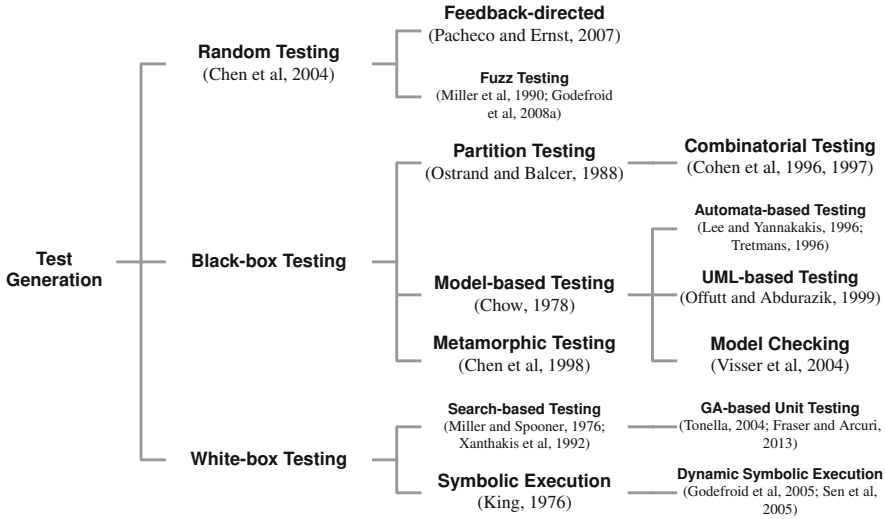 Test
Generation
Random Testing
(Chen et al, 2004)
Feedback-directed
(Pacheco and Ernst, 2007)
Fuzz Testing
(Miller et al, 1990; Godefroid
et al, 2008a)
Black-box Testing
Partition Testing
(Ostrand and Balcer, 1988)
Combinatorial Testing
(Cohen et al, 1996, 1997)
Model-based Testing
(Chow, 1978)
Automata-based Testing
(Lee and Yannakakis, 1996;
Tretmans, 1996)
UML-based Testing
(Offutt and Abdurazik, 1999)
Model Checking
(Visser et al, 2004)
Metamorphic Testing
(Chen et al, 1998)
White-box Testing
Search-based Testing
(Miller and Spooner, 1976;
Xanthakis et al, 1992)
GA-based Unit Testing
(Tonella, 2004; Fraser and Arcuri,
2013)
Symbolic Execution
(King, 1976)
Dynamic Symbolic Execution
(Godefroid et al, 2005; Sen et al,
2005)